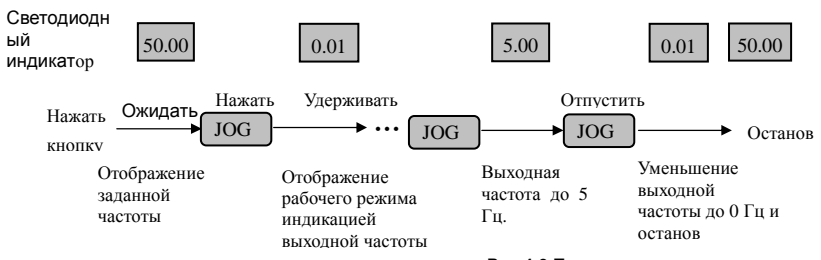 Светодиодн
ый
индикатор
50.00
0.01
5.00
0.01
50.00
Нажать
кнопку
Ожидать
Нажать
JOG
Удерживать
...
JOG
Отпустить
JOG
Останов
Отображение
заданной
частоты
Отображение
рабочего режима
индикацией
выходной частоты
Выходная
частота до 5
Гц.
Уменьшение
выходной
частоты до 0 Гц и
останов